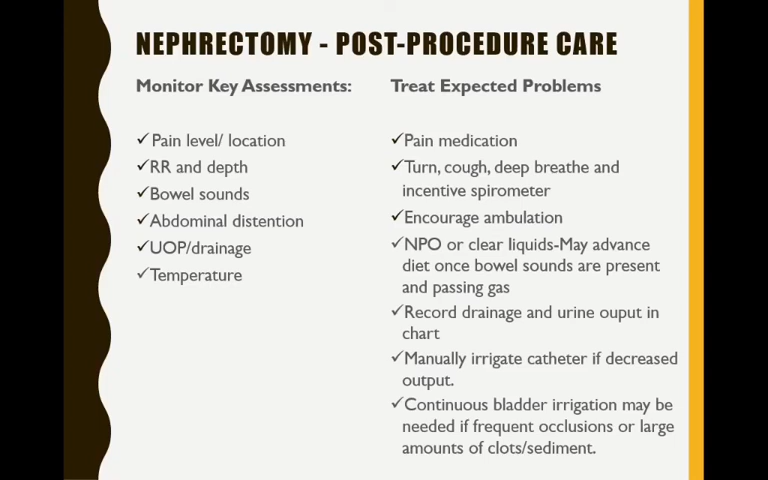 NEPHRECTOMY - POST-PROCEDURE CARE
Monitor Key Assessments:
✓Pain level/ location
✓RR and depth
✓Bowel sounds
✓Abdominal distention
✓UOP/drainage
✓Temperature
Treat Expected Problems
✓Pain medication
✓Turn, cough, deep breathe and
incentive spirometer
✓Encourage ambulation
✓NPO or clear liquids-May advance
diet once bowel sounds are present
and passing gas
✓Record drainage and urine ouput in
chart
✓Manually irrigate catheter if decreased
output.
✓Continuous bladder irrigation may be
needed if frequent occlusions or large
amounts of clots/sediment.